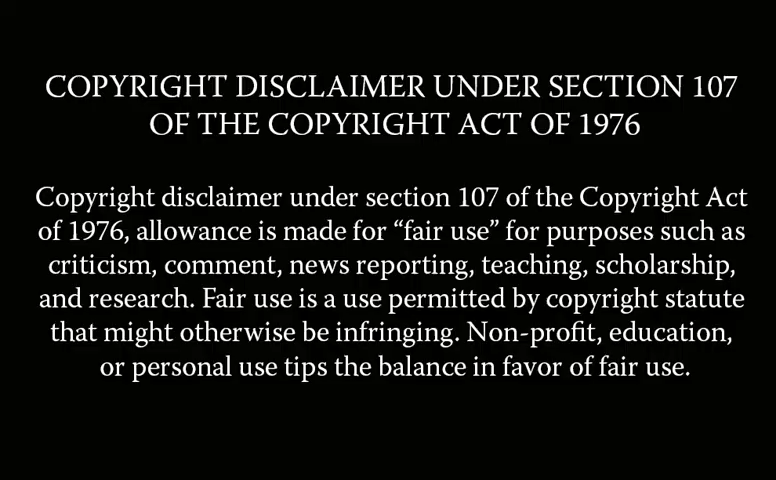 COPYRIGHT DISCLAIMER UNDER SECTION 107
OF THE COPYRIGHT ACT OF 1976
Copyright disclaimer under section 107 of the Copyright Act
of 1976, allowance is made for “fair use” for purposes such as
criticism, comment, news reporting, teaching, scholarship,
and research. Fair use is a use permitted by copyright statute
that might otherwise be infringing. Non-profit, education,
or personal use tips the balance in favor of fair use.